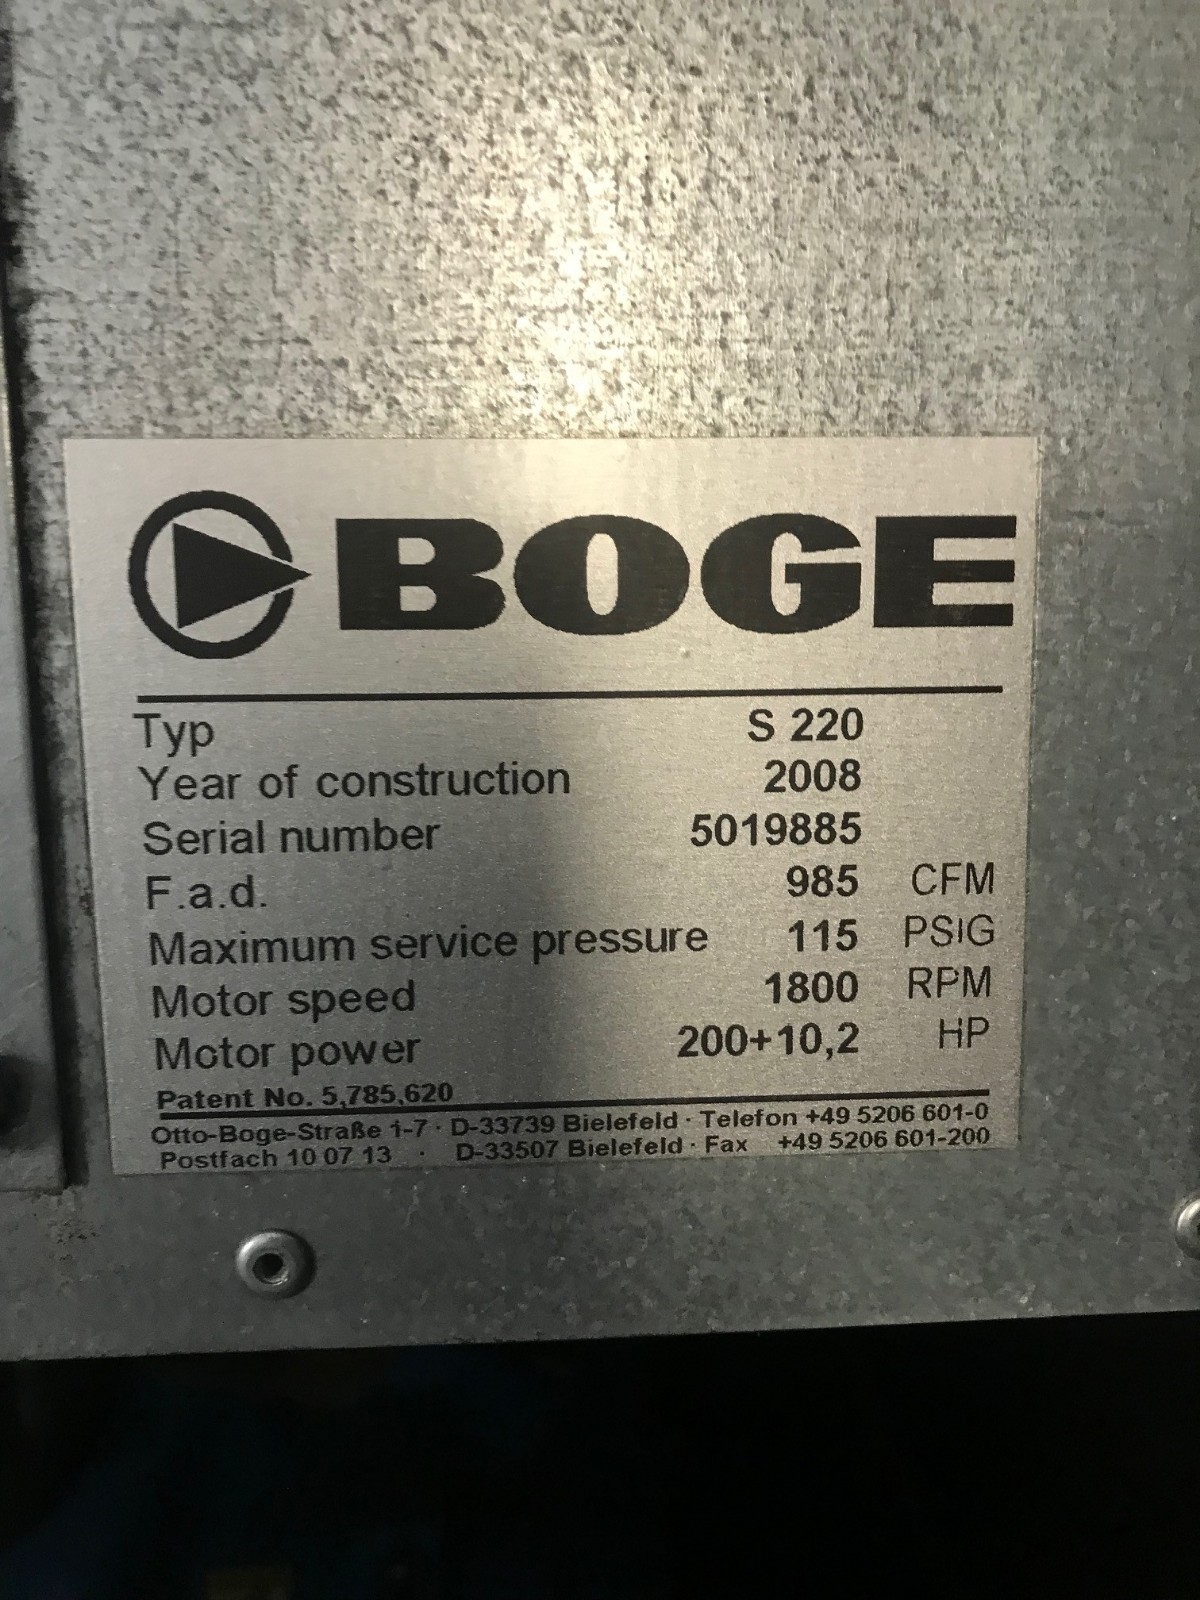 BOGE
Typ S 220
Year of construction 2008
Serial number 5019885
F.a.d. 985 CFM
Maximum service pressure 115 PSIG
Motor speed 1800 RPM
Motor power 200+10,2 HP
Patent No. 5,785,620
Otto-Boge-Straße 1-7 · D-33739 Bielefeld · Telefon +49 5206 601-0
Postfach 10 07 13 · D-33507 Bielefeld · Fax +49 5206 601-200